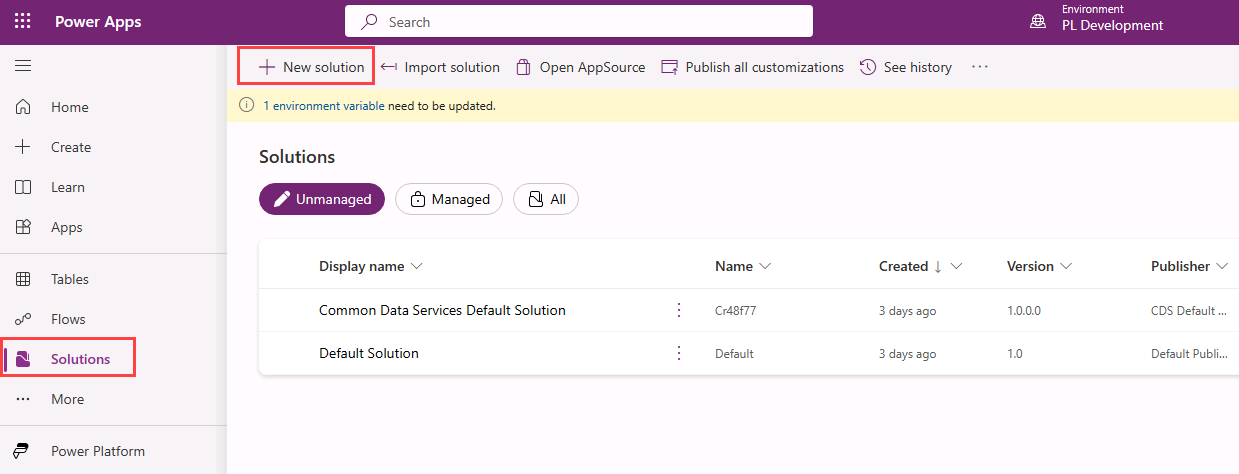 Power Apps
Search
Environment
PL Development
New solution
Import solution
Open AppSource
Publish all customizations
See history
Home
Create
Learn
Apps
Tables
Flows
Solutions
More
Power Platform
1 environment variable need to be updated.
Solutions
Unmanaged
Managed
All
Display name Name Created Version Publisher
Common Data Services Default Solution Cr48f77 3 days ago 1.0.0.0 CDS Default ...
Default Solution Default 3 days ago 1.0 Default Publi...